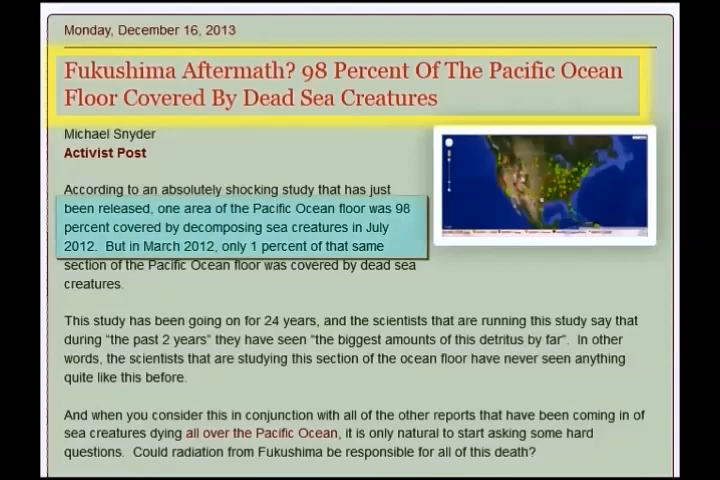 Monday, December 16, 2013
Fukushima Aftermath? 98 Percent Of The Pacific Ocean
Floor Covered By Dead Sea Creatures
Michael Snyder
Activist Post
According to an absolutely shocking study that has just
been released, one area of the Pacific Ocean floor was 98
percent covered by decomposing sea creatures in July
2012.  But in March 2012, only 1 percent of that same
section of the Pacific Ocean floor was covered by dead sea
creatures.
This study has been going on for 24 years, and the scientists that are running this study say that
during “the past 2 years” they have seen “the biggest amounts of this detritus by far”.  In other
words, the scientists that are studying this section of the ocean floor have never seen anything
quite like this before.
And when you consider this in conjunction with all of the other reports that have been coming in of
sea creatures dying all over the Pacific Ocean, it is only natural to start asking some hard
questions.  Could radiation from Fukushima be responsible for all of this death?